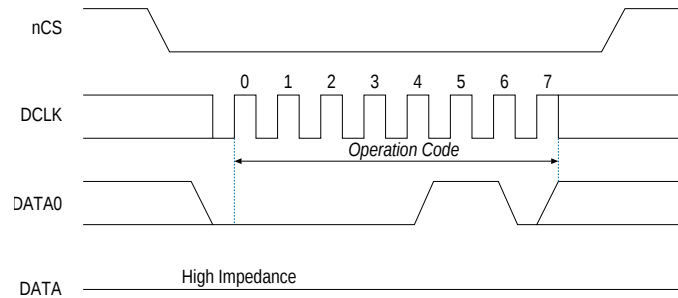 nCS
0 1 2 3 4 5 6 7
DCLK
Operation Code
DATA0
High Impedance
DATA